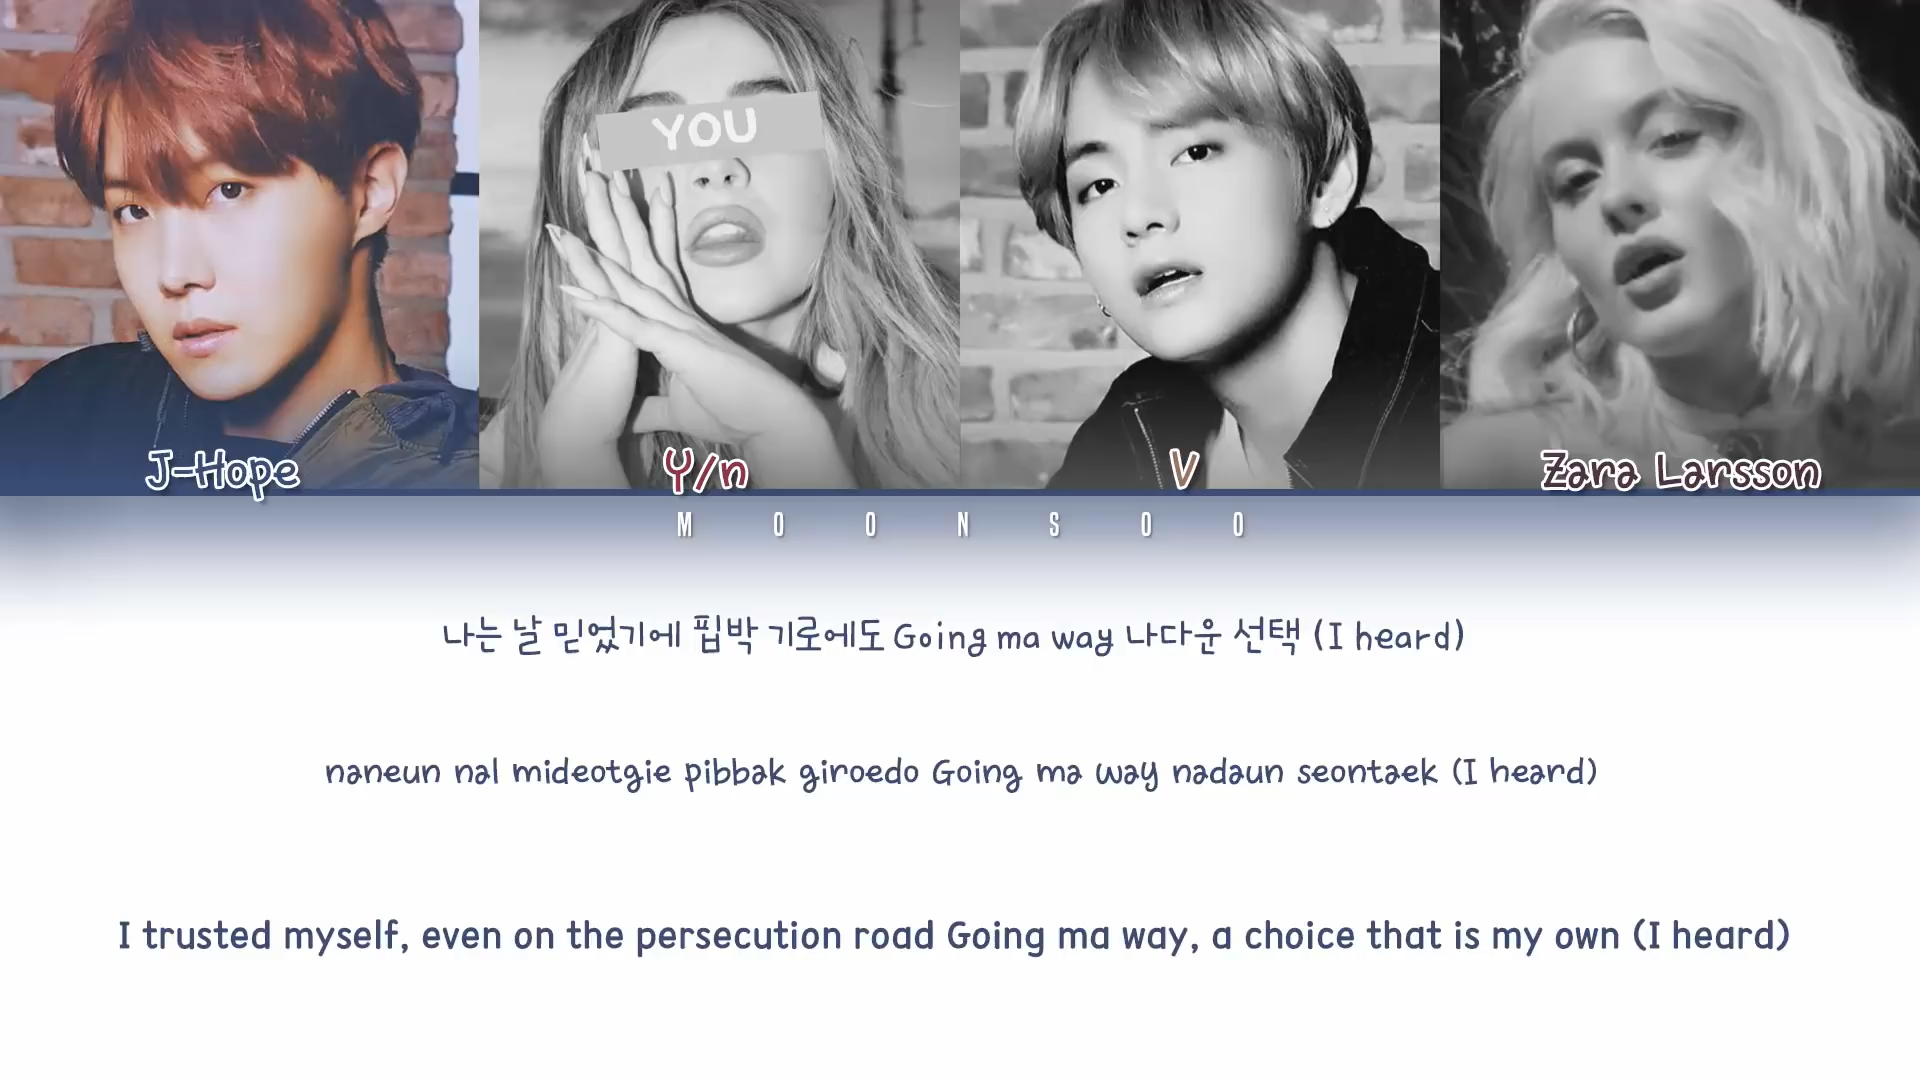 YOU
J-Hope
Y/n
V
Zara Larsson
MOONSOO
나는 날 믿었기에 핍박 기로에도 Going ma way 나다운 선택 (I heard)
naneun nal mideotgie pibbak giroedo Going ma way nadaun seontaek (I heard)
I trusted myself, even on the persecution road Going ma way, a choice that is my own (I heard)